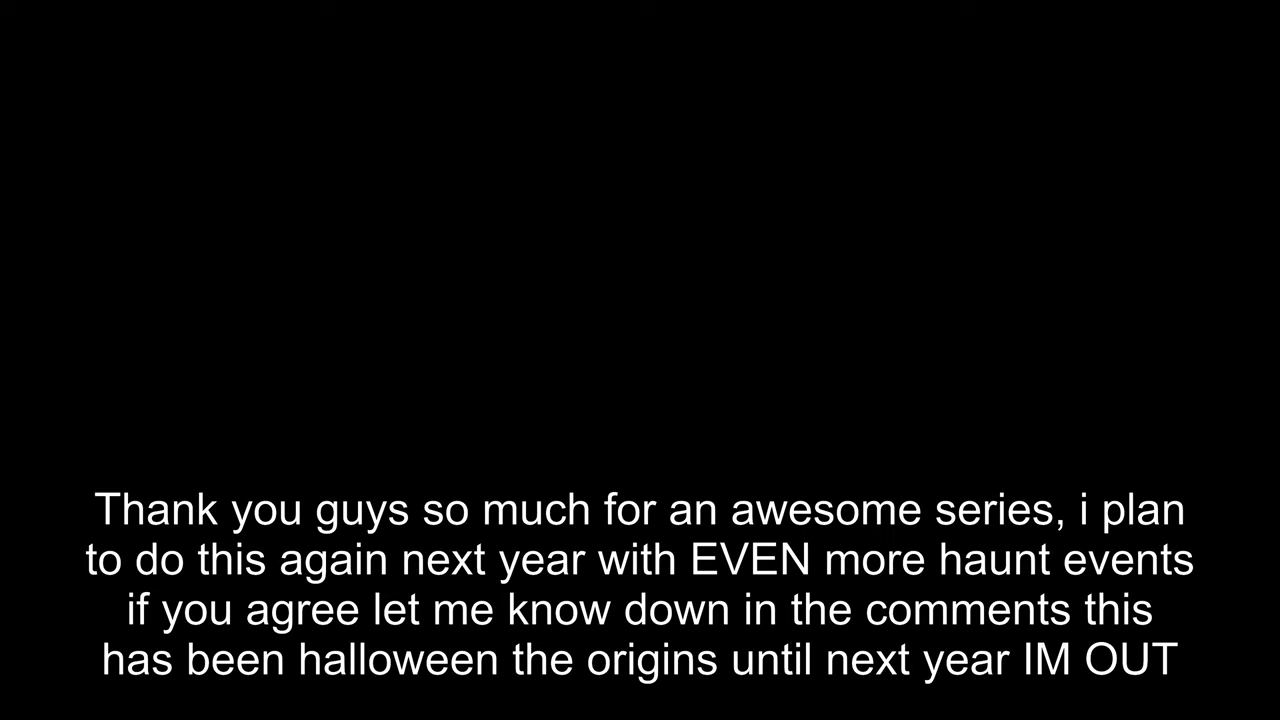 Thank you guys so much for an awesome series, i plan
to do this again next year with EVEN more haunt events
if you agree let me know down in the comments this
has been halloween the origins until next year IM OUT